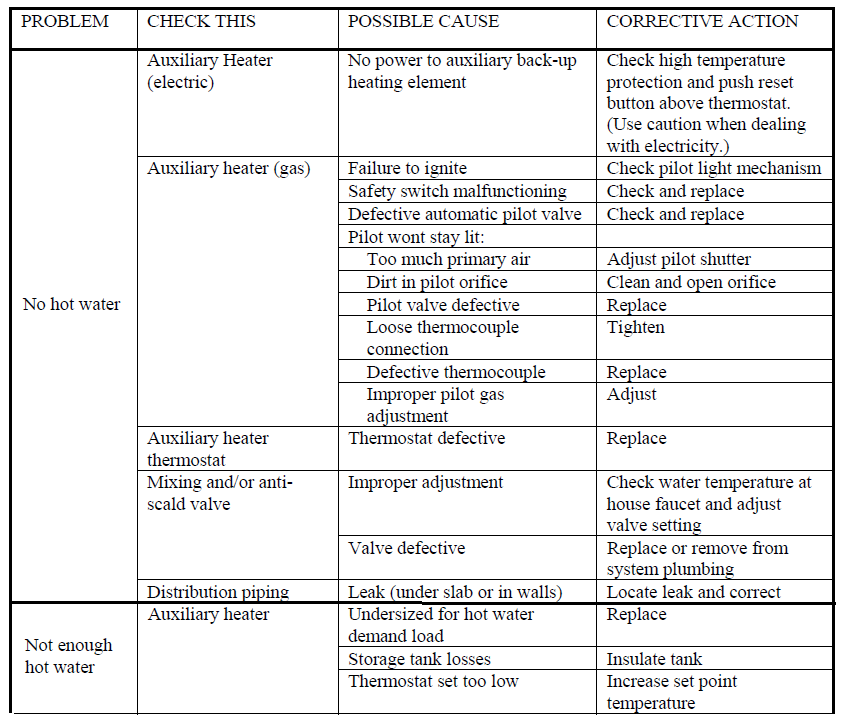 PROBLEM CHECK THIS POSSIBLE CAUSE CORRECTIVE ACTION
No hot water
Auxiliary Heater
(electric)
No power to auxiliary back-up
heating element
Check high temperature
protection and push reset
button above thermostat.
(Use caution when dealing
with electricity.)
Auxiliary heater (gas)
Failure to ignite
Check pilot light mechanism
Safety switch malfunctioning
Check and replace
Defective automatic pilot valve
Check and replace
Pilot wont stay lit:
Too much primary air
Adjust pilot shutter
Dirt in pilot orifice
Clean and open orifice
Pilot valve defective
Replace
Loose thermocouple
connection
Tighten
Defective thermocouple
Replace
Improper pilot gas
adjustment
Adjust
Auxiliary heater
thermostat
Thermostat defective
Replace
Mixing and/or anti-
scald valve
Improper adjustment
Check water temperature at
house faucet and adjust
valve setting
Valve defective
Replace or remove from
system plumbing
Distribution piping
Leak (under slab or in walls)
Locate leak and correct
Not enough
hot water
Auxiliary heater
Undersized for hot water
demand load
Replace
Storage tank losses
Insulate tank
Thermostat set too low
Increase set point
temperature